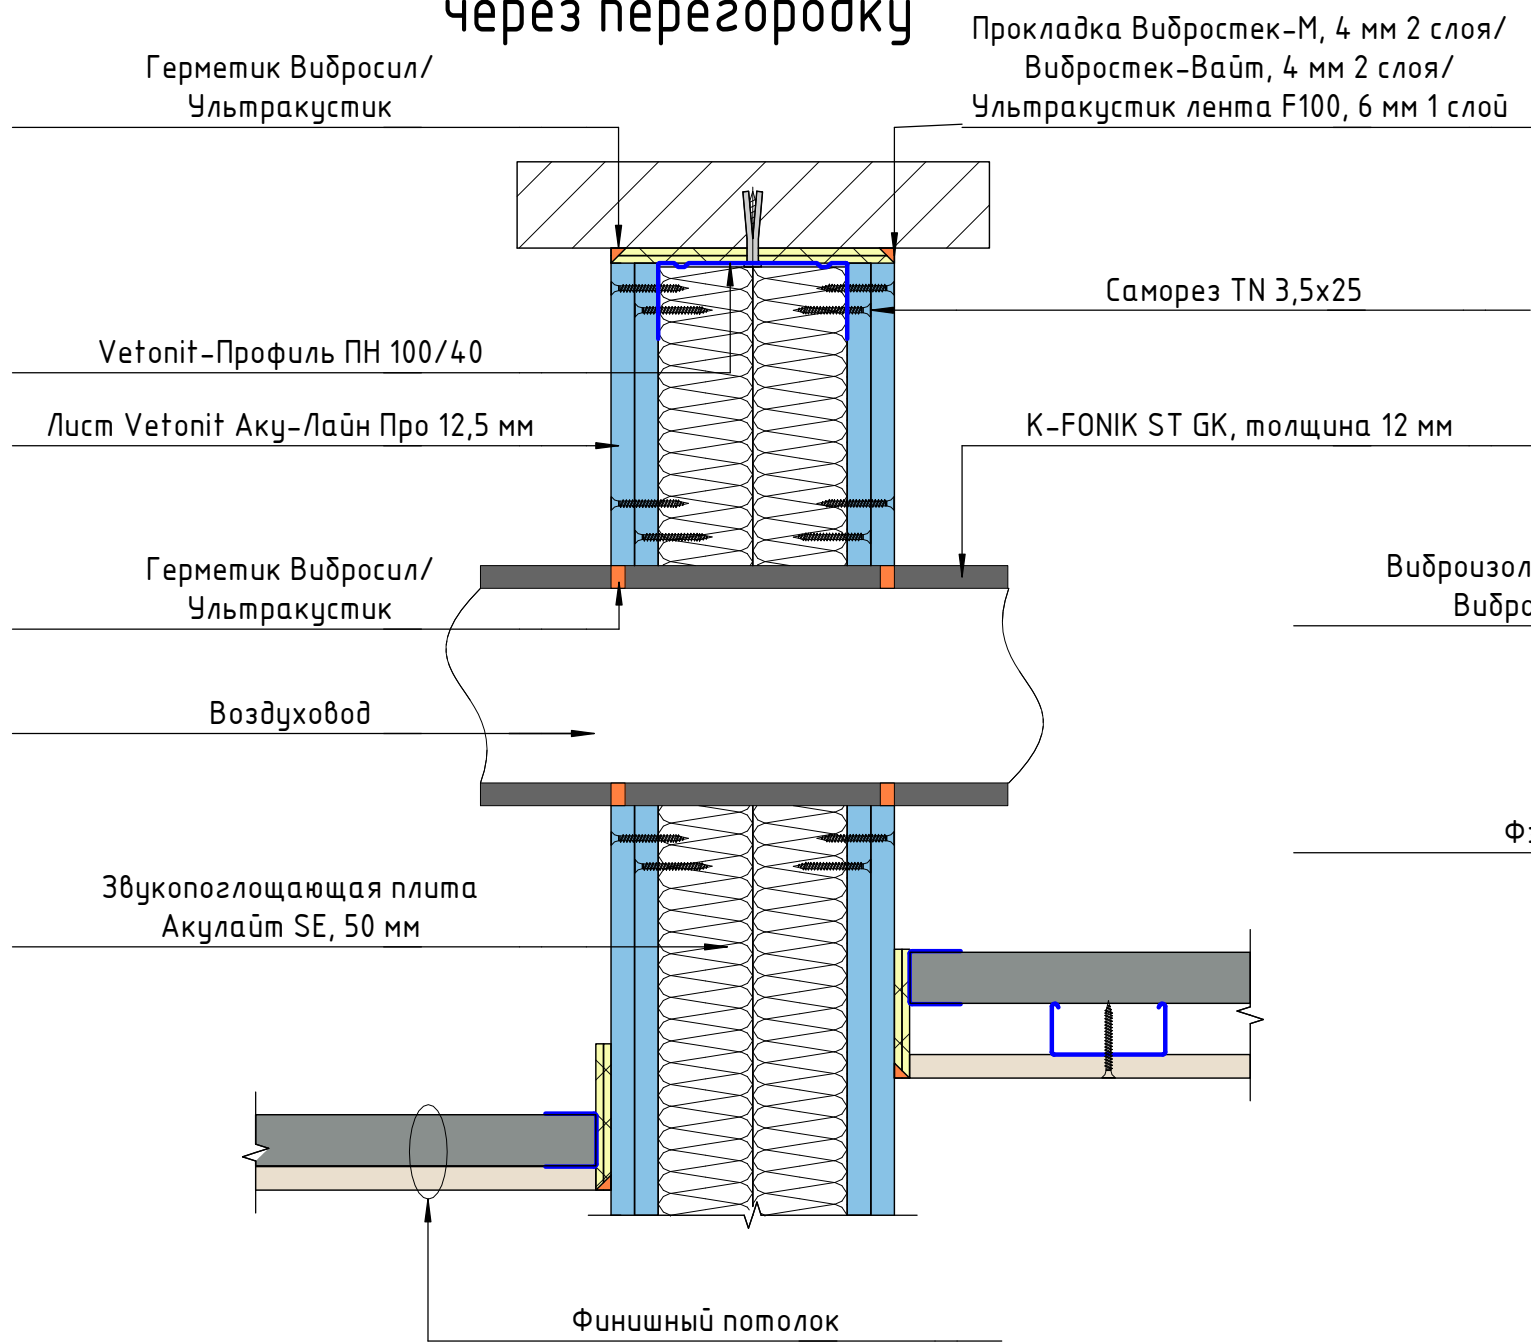 через перегородку
Герметик Вибросил/
Ультракустик
Прокладка Вибростек-М, 4 мм 2 слоя/
Вибростек-Вайт, 4 мм 2 слоя/
Ультракустик лента F100, 6 мм 1 слой
Саморез TN 3,5x25
Vetonit-Профиль ПН 100/40
Лист Vetonit Аку-Лайн Про 12,5 мм
K-FONIK ST GK, толщина 12 мм
Герметик Вибросил/
Ультракустик
Виброизол
Вибро
Воздуховод
Звукопоглощающая плита
Акулайт SE, 50 мм
Финишный потолок